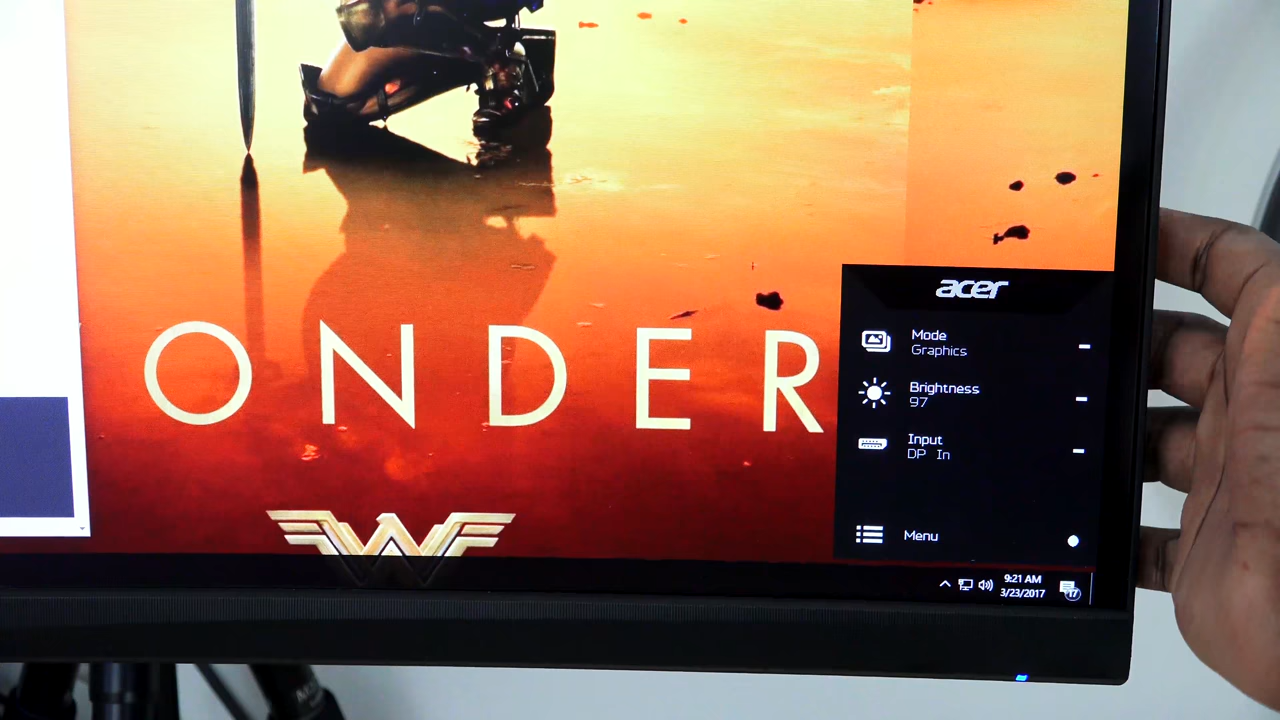 ONDER
acer
Mode
Graphics
Brightness
97
Input
DP In
Menu
9:21 AM
3/23/2017
17